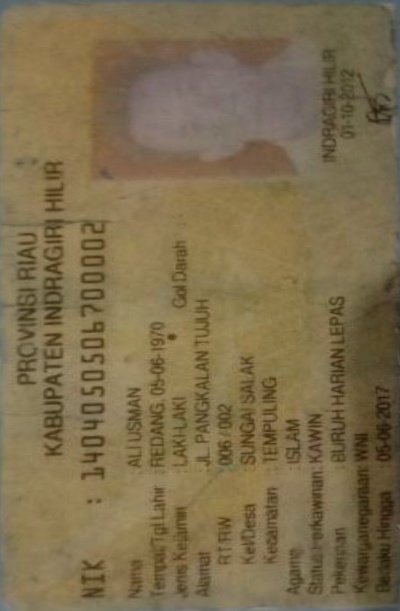 PROVINSI RIAU
KABUPATEN INDRAGIRI HILIR
NIK : 1404050506700002
Nama : ALI USMAN
Tempat/Tgl Lahir : REDANG, 05-06-1970
Jenis Kelamin : LAKI-LAKI Gol Darah :
Alamat : JL. PANGKALAN TUJUH
RT/RW : 006 / 002
Kel/Desa : SUNGAI SALAK
Kecamatan : TEMPULING
Agama : ISLAM
Status Perkawinan: KAWIN
Pekerjaan : BURUH HARIAN LEPAS
Kewarganegaraan: WNI
Berlaku Hingga : 05-06-2017
INDRAGIRI HILIR
01-10-2012